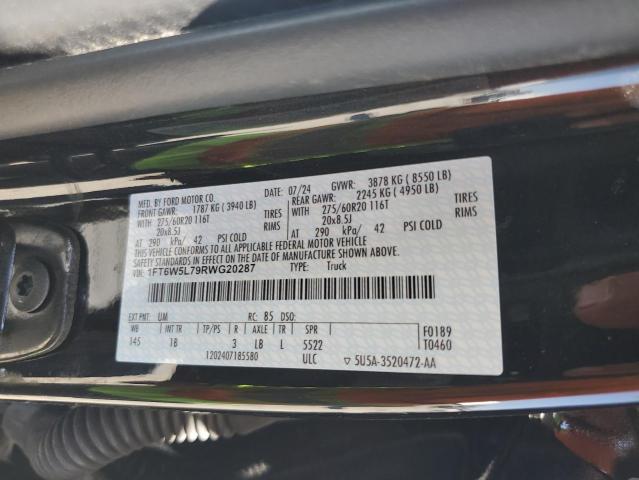 MFD. BY FORD MOTOR CO.
DATE: 07/24 GVWR: 3878 KG ( 8550 LB)
FRONT GAWR: 1787 KG ( 3940 LB) REAR GAWR: 2245 KG ( 4950 LB)
275/60R20 116T TIRES 275/60R20 116T TIRES
20x8.5J RIMS 20x8.5J RIMS
AT 290 kPa/ 42 PSI COLD AT 290 kPa/ 42 PSI COLD
THIS VEHICLE CONFORMS TO ALL APPLICABLE FEDERAL MOTOR VEHICLE
SAFETY STANDARDS IN EFFECT ON THE DATE OF MANUFACTURE SHOWN ABOVE.
VIN: 1FT6W5L79RWG20287 TYPE: Truck
EXT PNT: UM RC: 85 DSO:
WB INT TR TP/PS R AXLE TR SPR F0189
145 1B 3 LB L 5522 T0460
1202407185580 ULC ▽ 5U5A-3520472-AA